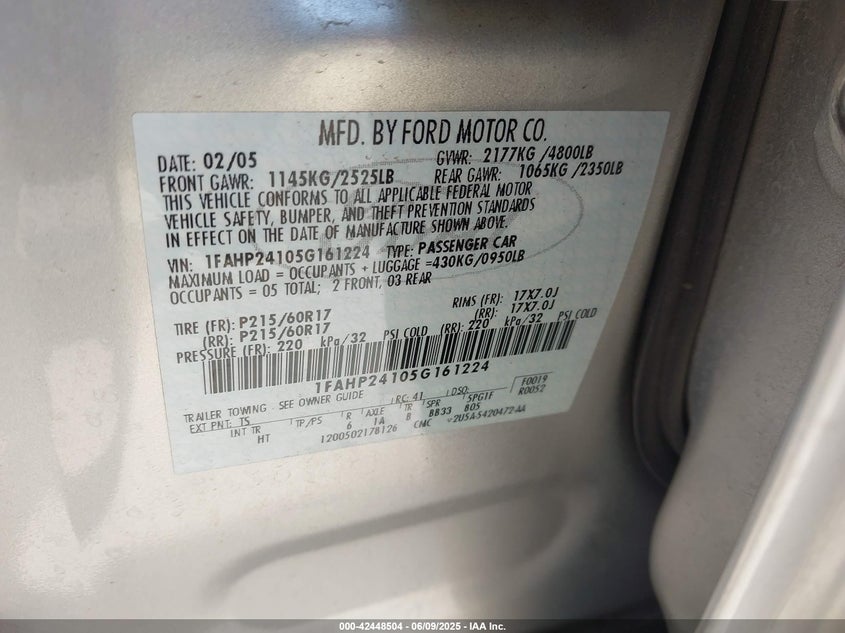 MFD. BY FORD MOTOR CO.
DATE: 02/05 GVWR: 2177KG /4800LB
FRONT GAWR: 1145KG/2525LB REAR GAWR: 1065KG /2350LB
THIS VEHICLE CONFORMS TO ALL APPLICABLE FEDERAL MOTOR
VEHICLE SAFETY, BUMPER, AND THEFT PREVENTION STANDARDS
IN EFFECT ON THE DATE OF MANUFACTURE SHOWN ABOVE.
VIN: 1FAHP24105G161224 TYPE: PASSENGER CAR
MAXIMUM LOAD = OCCUPANTS + LUGGAGE =430KG/0950LB
OCCUPANTS = 05 TOTAL; 2 FRONT, 03 REAR
TIRE (FR): P215/60R17 RIMS (FR): 17X7.0J
(RR): P215/60R17 (RR): 17X7.0J
PRESSURE (FR): 220 kPa/32 PSI COLD (RR): 220 kPa/32 PSI COLD
1FAHP24105G161224
TRAILER TOWING - SEE OWNER GUIDE RC: 41 DSO: F0019
EXT PNT: TS R AXLE TR SPR 5PG1F R0052
INT TR TP/PS 6 1A B BB33 B05
HT 120050217B126 CMC 2U5A-5420472-AA
000-42448504 | 06/09/2025 - IAA Inc.